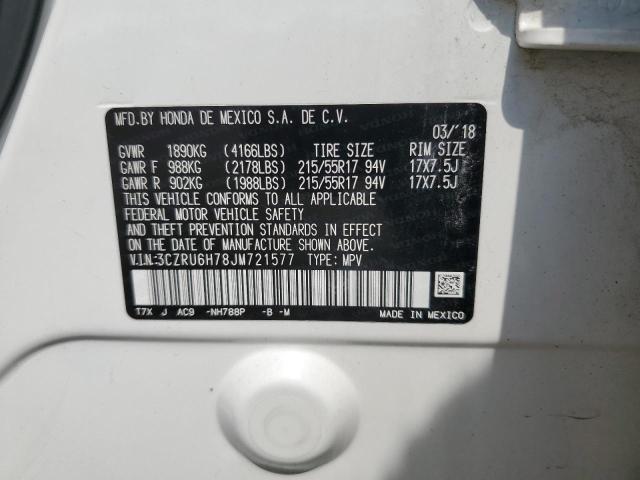 MFD.BY HONDA DE MEXICO S.A. DE C.V.
03/'18
GVWR 1890KG (4166LBS) TIRE SIZE RIM SIZE
GAWR F 988KG (2178LBS) 215/55R17 94V 17X7.5J
GAWR R 902KG (1988LBS) 215/55R17 94V 17X7.5J
THIS VEHICLE CONFORMS TO ALL APPLICABLE
FEDERAL MOTOR VEHICLE SAFETY
AND THEFT PREVENTION STANDARDS IN EFFECT
ON THE DATE OF MANUFACTURE SHOWN ABOVE.
V.I.N.:3CZRU6H78JM721577 TYPE: MPV
T7X J AC9 -NH788P -B -M
MADE IN MEXICO